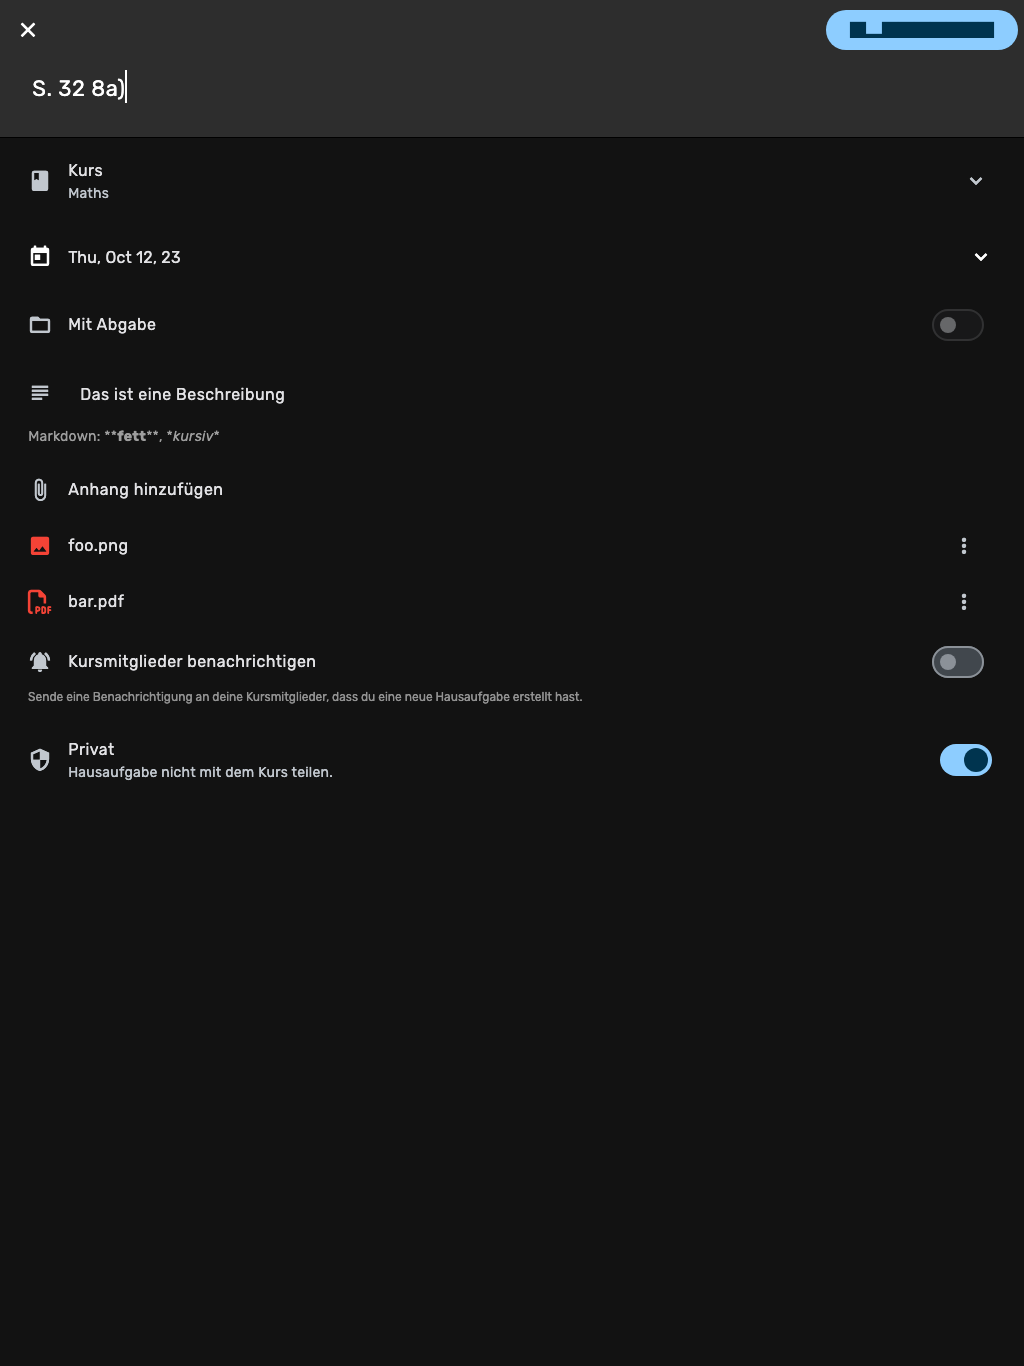 S. 32 8a)
Kurs
Maths
Thu, Oct 12, 23
Mit Abgabe
Das ist eine Beschreibung
Markdown: **fett**, *kursiv*
Anhang hinzufügen
foo.png
PDF
bar.pdf
Kursmitglieder benachrichtigen
Sende eine Benachrichtigung an deine Kursmitglieder, dass du eine neue Hausaufgabe erstellt hast.
Privat
Hausaufgabe nicht mit dem Kurs teilen.